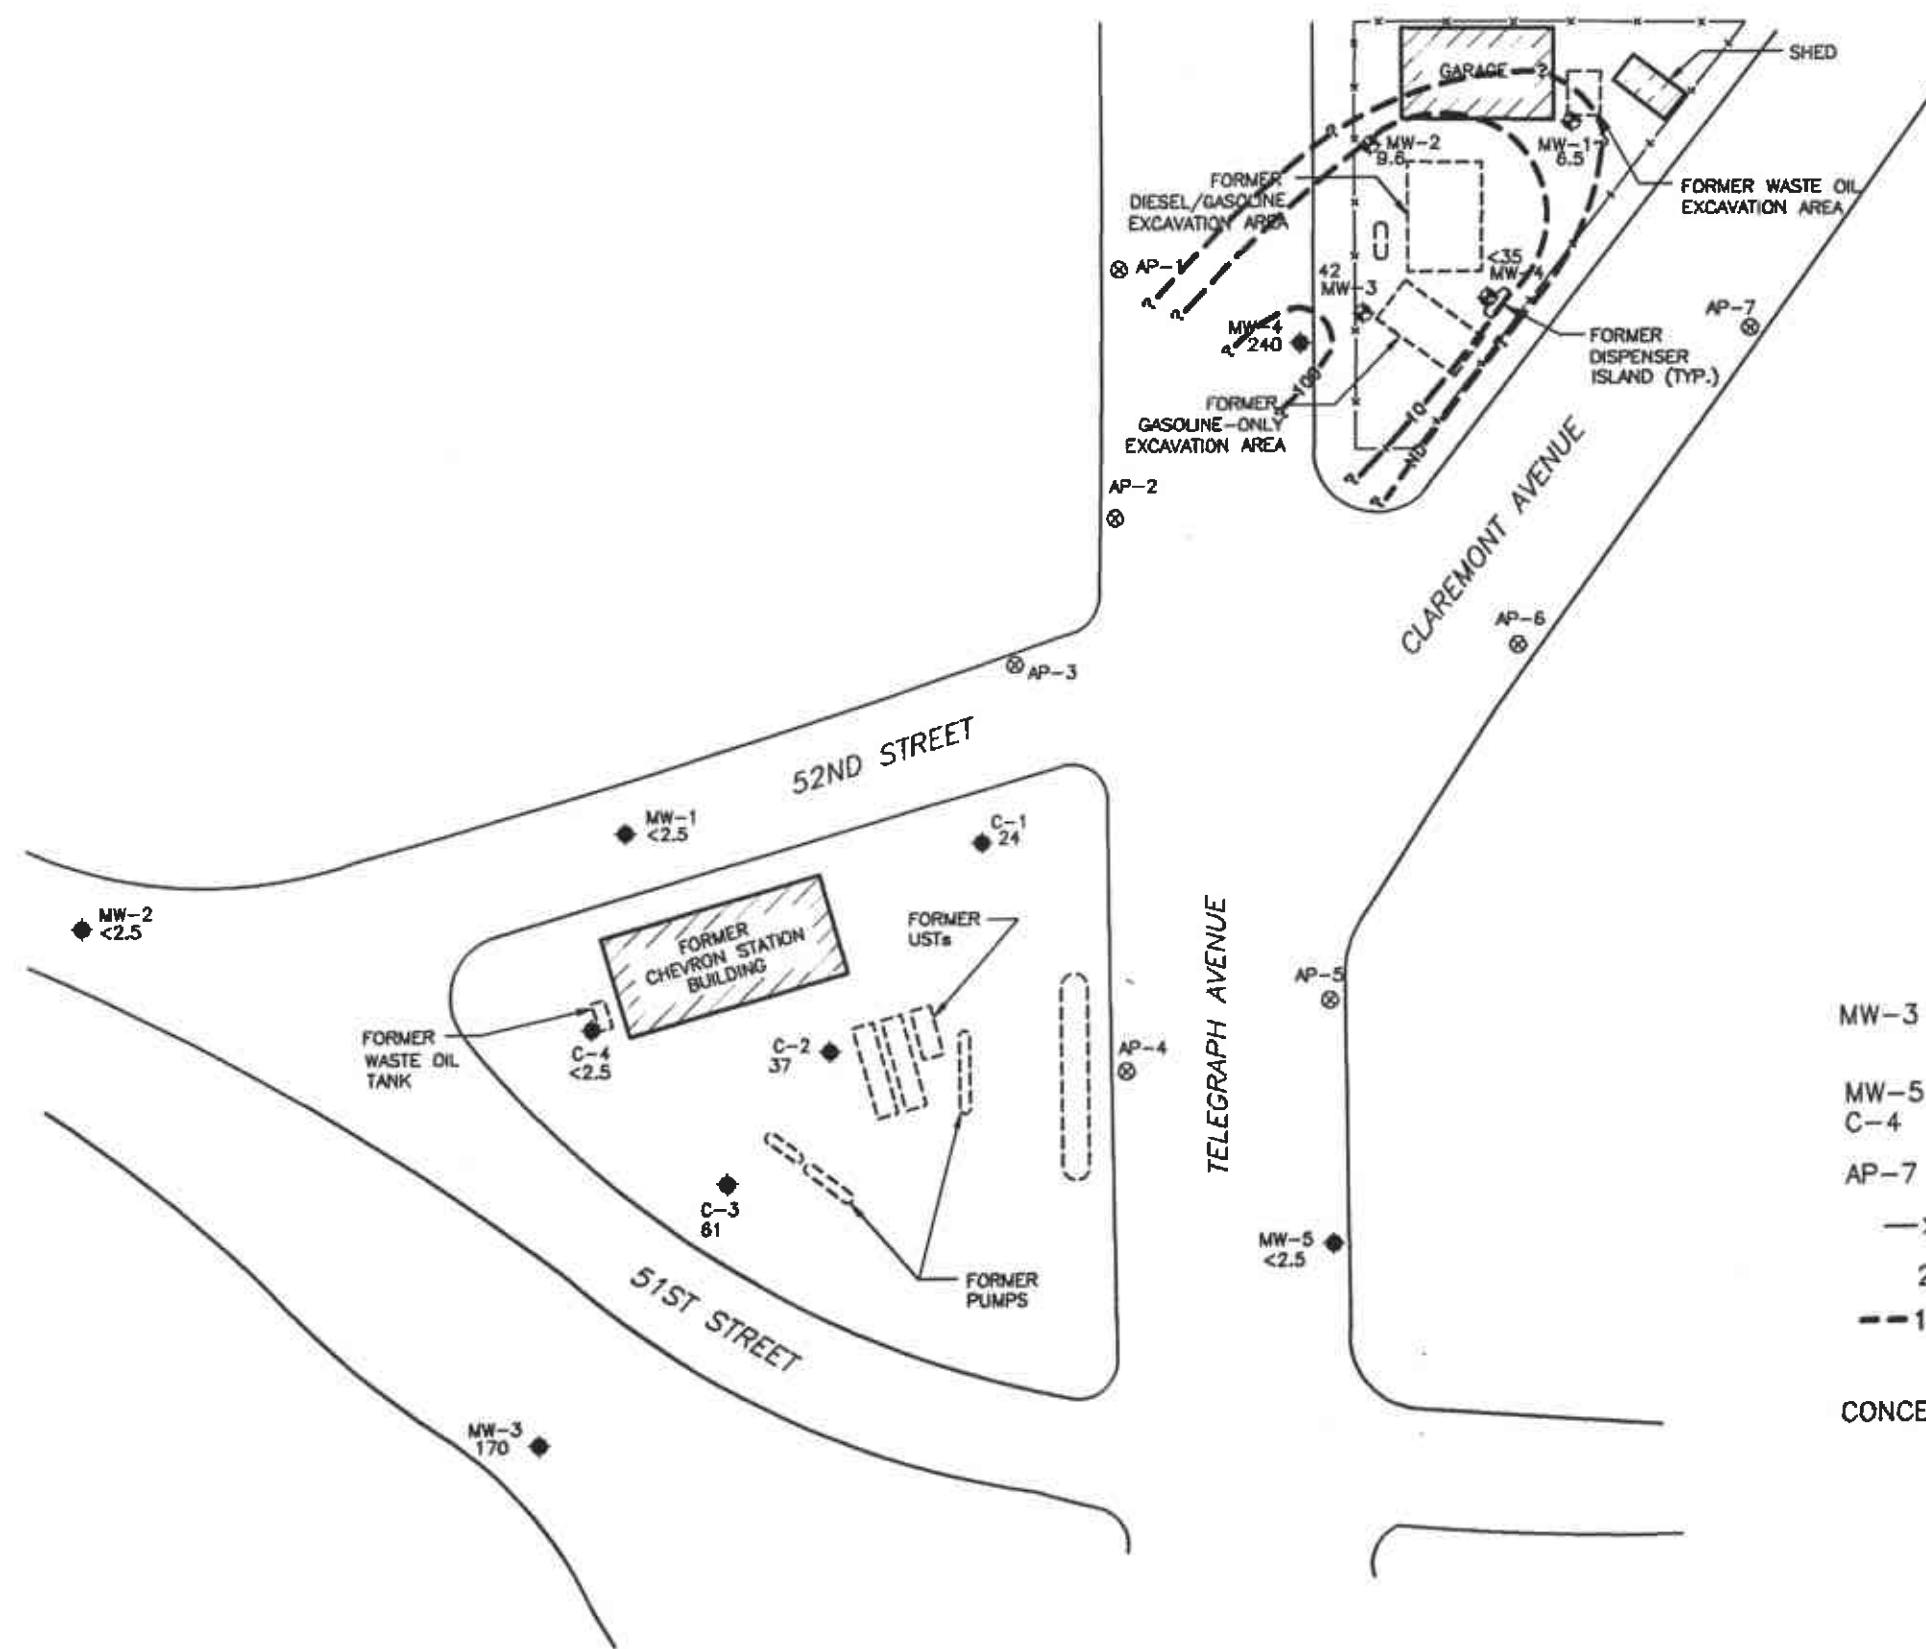 SHED
GARAGE
MW-2
9.6
MW-1
6.5
FORMER
DIESEL/GASOLINE
EXCAVATION AREA
FORMER WASTE OIL
EXCAVATION AREA
AP-1
42
MW-3
<35
MW-4
AP-7
MW-4
240
100
FORMER
DISPENSER
ISLAND (TYP.)
FORMER
GASOLINE-ONLY
EXCAVATION AREA
10
ND
AP-2
CLAREMONT AVENUE
AP-6
AP-3
52ND STREET
MW-1
<2.5
C-1
24
MW-2
<2.5
FORMER
CHEVRON STATION
BUILDING
FORMER
USTs
TELEGRAPH AVENUE
AP-5
FORMER
WASTE OIL
TANK
C-4
<2.5
C-2
37
AP-4
MW-3
MW-5
C-4
AP-7
C-3
61
MW-5
<2.5
FORMER
PUMPS
51ST STREET
MW-3
170
CONCE